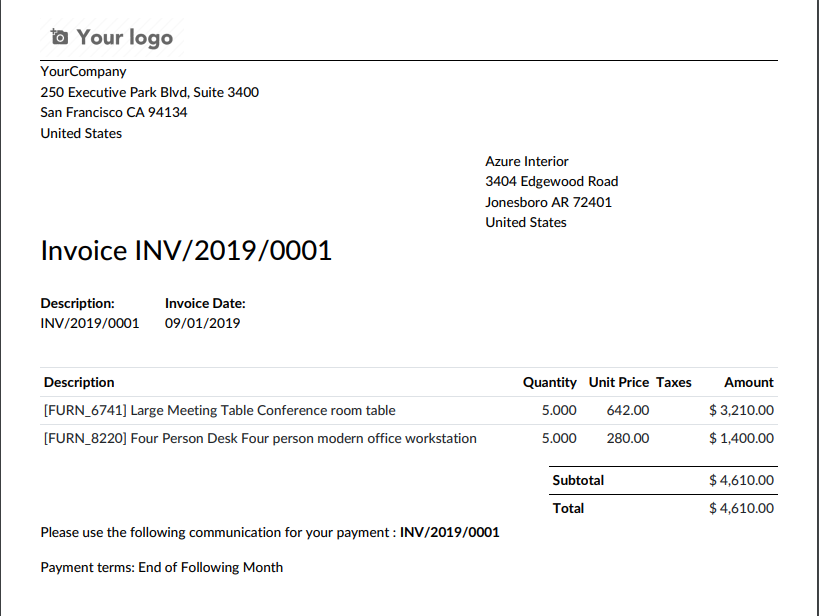 Your logo
YourCompany
250 Executive Park Blvd, Suite 3400
San Francisco CA 94134
United States
Azure Interior
3404 Edgewood Road
Jonesboro AR 72401
United States
Invoice INV/2019/0001
Description: Invoice Date:
INV/2019/0001 09/01/2019
Description Quantity Unit Price Taxes Amount
[FURN_6741] Large Meeting Table Conference room table 5.000 642.00 $ 3,210.00
[FURN_8220] Four Person Desk Four person modern office workstation 5.000 280.00 $ 1,400.00
Subtotal $ 4,610.00
Total $ 4,610.00
Please use the following communication for your payment : INV/2019/0001
Payment terms: End of Following Month